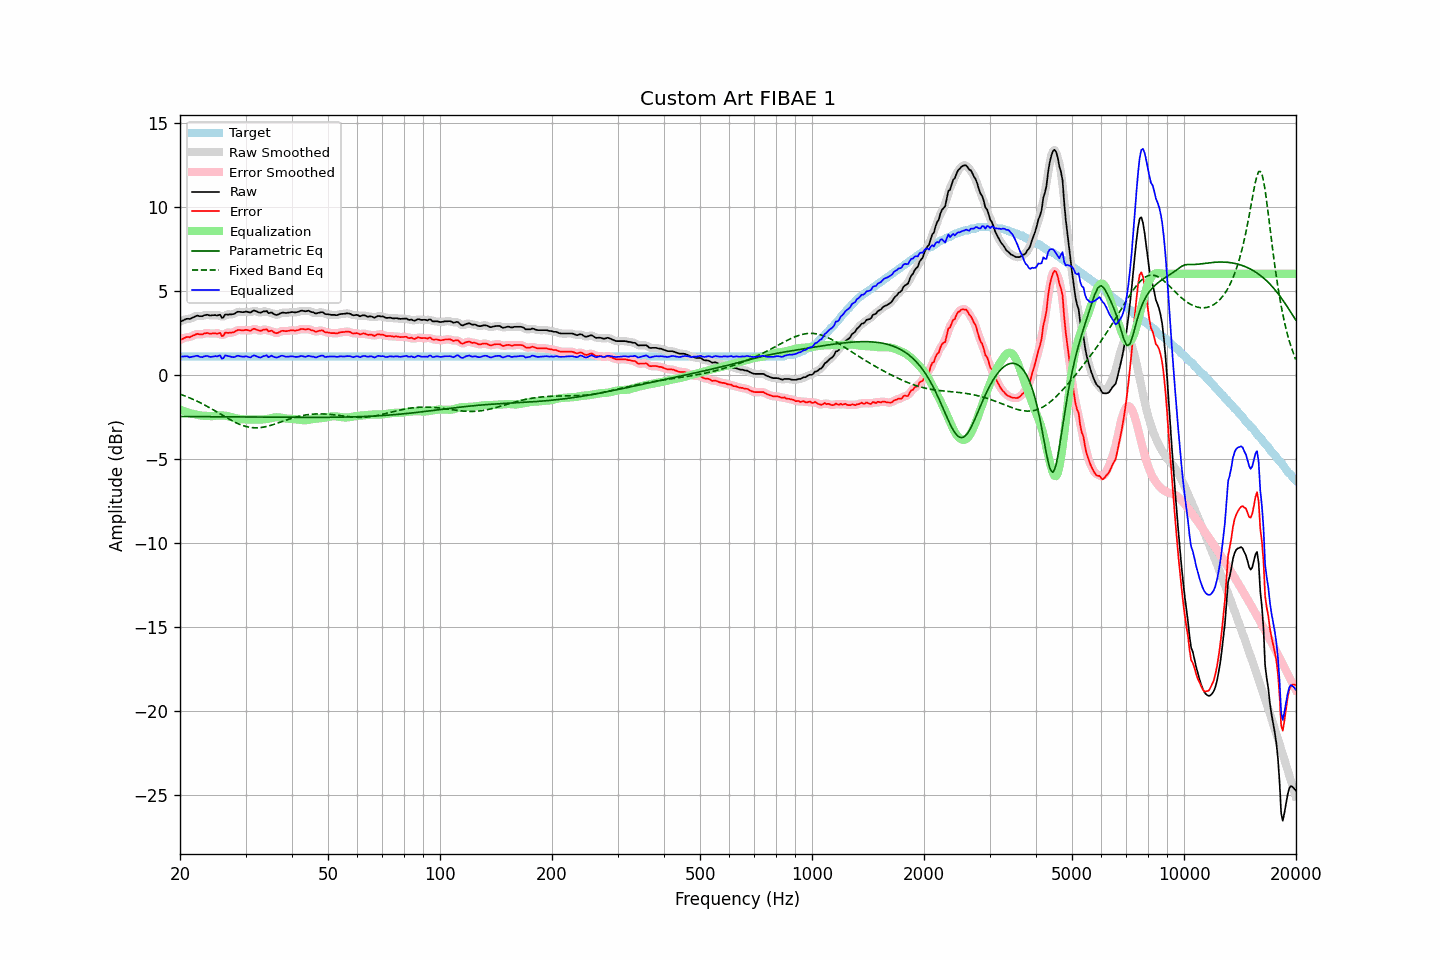 Custom Art FIBAE 1
Target
Raw Smoothed
Error Smoothed
Raw
Error
Equalization
Parametric Eq
Fixed Band Eq
Equalized
15
10
5
0
−5
−10
−15
−20
−25
Amplitude (dBr)
20 50 100 200 500 1000 2000 5000 10000 20000
Frequency (Hz)